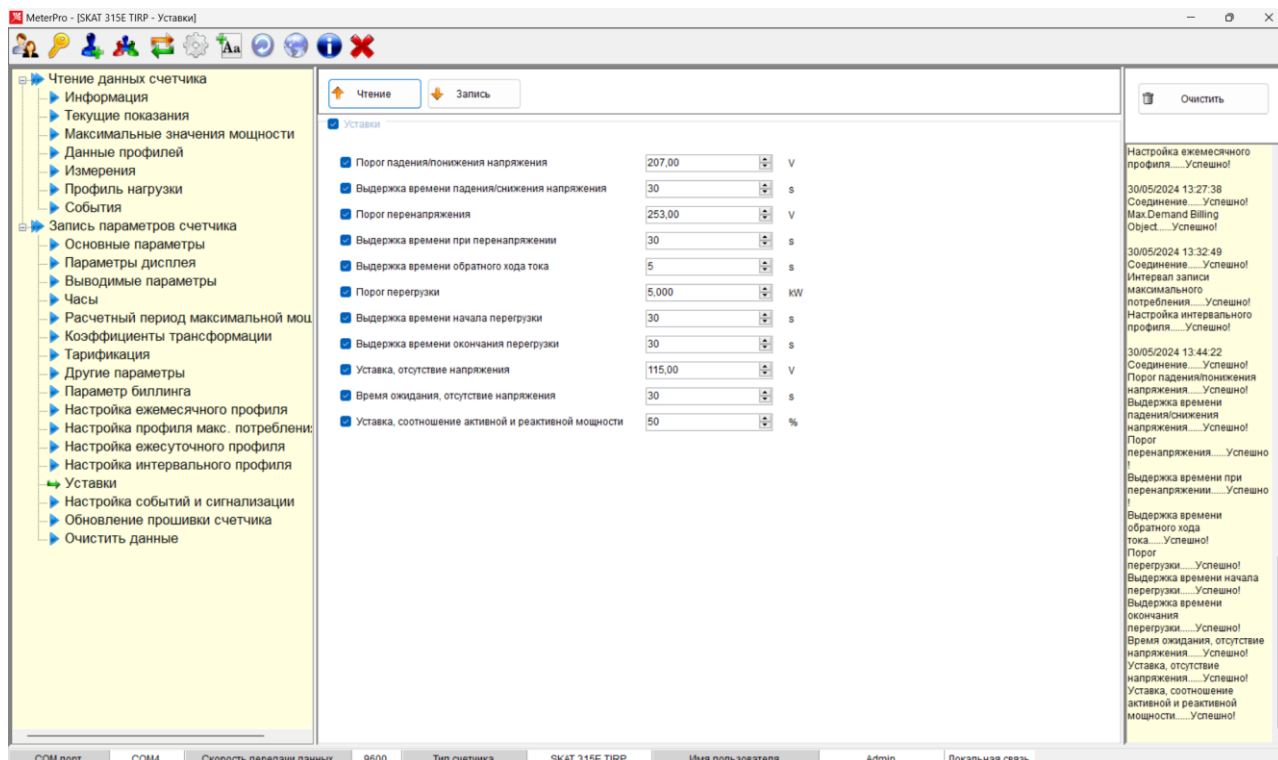 MeterPro - [SKAT 315E TIRP - Уставки]
Чтение данных счетчика
Информация
Текущие показания
Максимальные значения мощности
Данные профилей
Измерения
Профиль нагрузки
События
Запись параметров счетчика
Основные параметры
Параметры дисплея
Выводимые параметры
Часы
Расчетный период максимальной мощ
Коэффициенты трансформации
Тарификация
Другие параметры
Параметр биллинга
Настройка ежемесячного профиля
Настройка профиля макс. потреблени
Настройка ежесуточного профиля
Настройка интервального профиля
Уставки
Настройка событий и сигнализации
Обновление прошивки счетчика
Очистить данные
Чтение Запись
Уставки
Порог падения/понижения напряжения 207,00 V
Выдержка времени падения/снижения напряжения 30 s
Порог перенапряжения 253,00 V
Выдержка времени при перенапряжении 30 s
Выдержка времени обратного хода тока 5 s
Порог перегрузки 5,000 kW
Выдержка времени начала перегрузки 30 s
Выдержка времени окончания перегрузки 30 s
Уставка, отсутствие напряжения 115,00 V
Время ожидания, отсутствие напряжения 30 s
Уставка, соотношение активной и реактивной мощности 50 %
Очистить
Настройка ежемесячного
профиля......Успешно!
30/05/2024 13:27:38
Соединение......Успешно!
Max.Demand Billing
Object......Успешно!
30/05/2024 13:32:49
Соединение......Успешно!
Интервал записи
максимального
потребления......Успешно!
Настройка интервального
профиля......Успешно!
30/05/2024 13:44:22
Соединение......Успешно!
Порог падения/понижения
напряжения......Успешно!
Выдержка времени
падения/снижения
напряжения......Успешно!
Порог
перенапряжения......Успешно
!
Выдержка времени при
перенапряжении......Успешно
!
Выдержка времени
обратного хода
тока......Успешно!
Порог
перегрузки......Успешно!
Выдержка времени начала
перегрузки......Успешно!
Выдержка времени
окончания
перегрузки......Успешно!
Время ожидания, отсутствие
напряжения......Успешно!
Уставка, отсутствие
напряжения......Успешно!
Уставка, соотношение
активной и реактивной
мощности......Успешно!
COM порт COM4 Скорость передачи данных 9600 Тип счетчика SKAT 315E TIRP Имя пользователя Admin Локальная связь